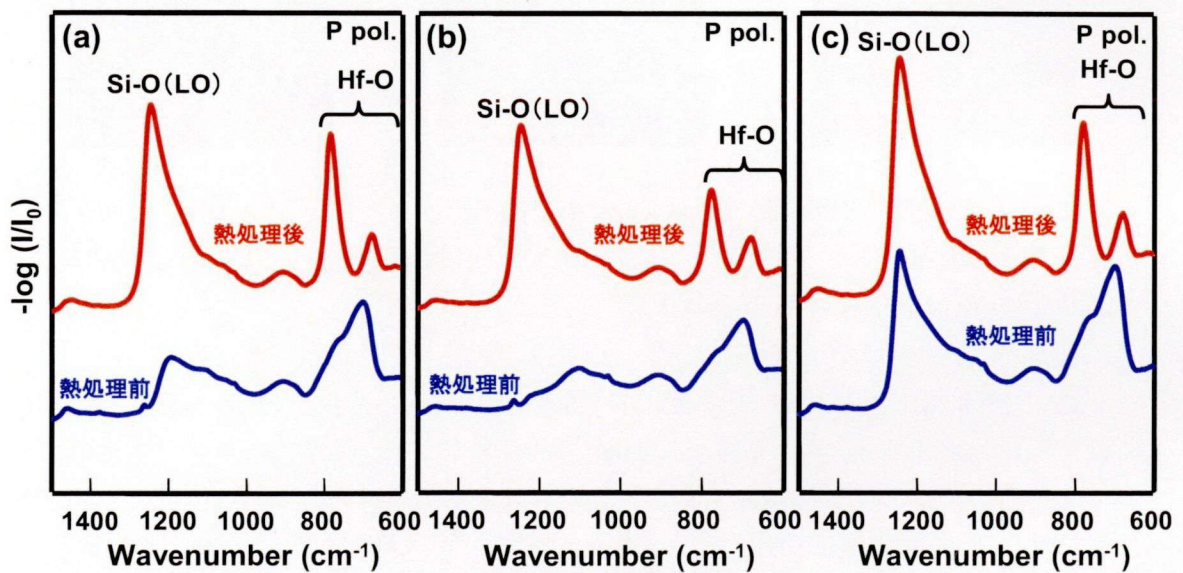 -log (I/I₀)
(a)
P pol.
Si-O(LO)
Hf-O
熱処理後
熱処理前
1400 1200 1000 800 600
Wavenumber (cm⁻¹)
(b)
P pol.
Si-O(LO)
Hf-O
熱処理後
熱処理前
1400 1200 1000 800 600
Wavenumber (cm⁻¹)
(c)
Si-O(LO)
P pol.
Hf-O
熱処理後
熱処理前
1400 1200 1000 800 600
Wavenumber (cm⁻¹)